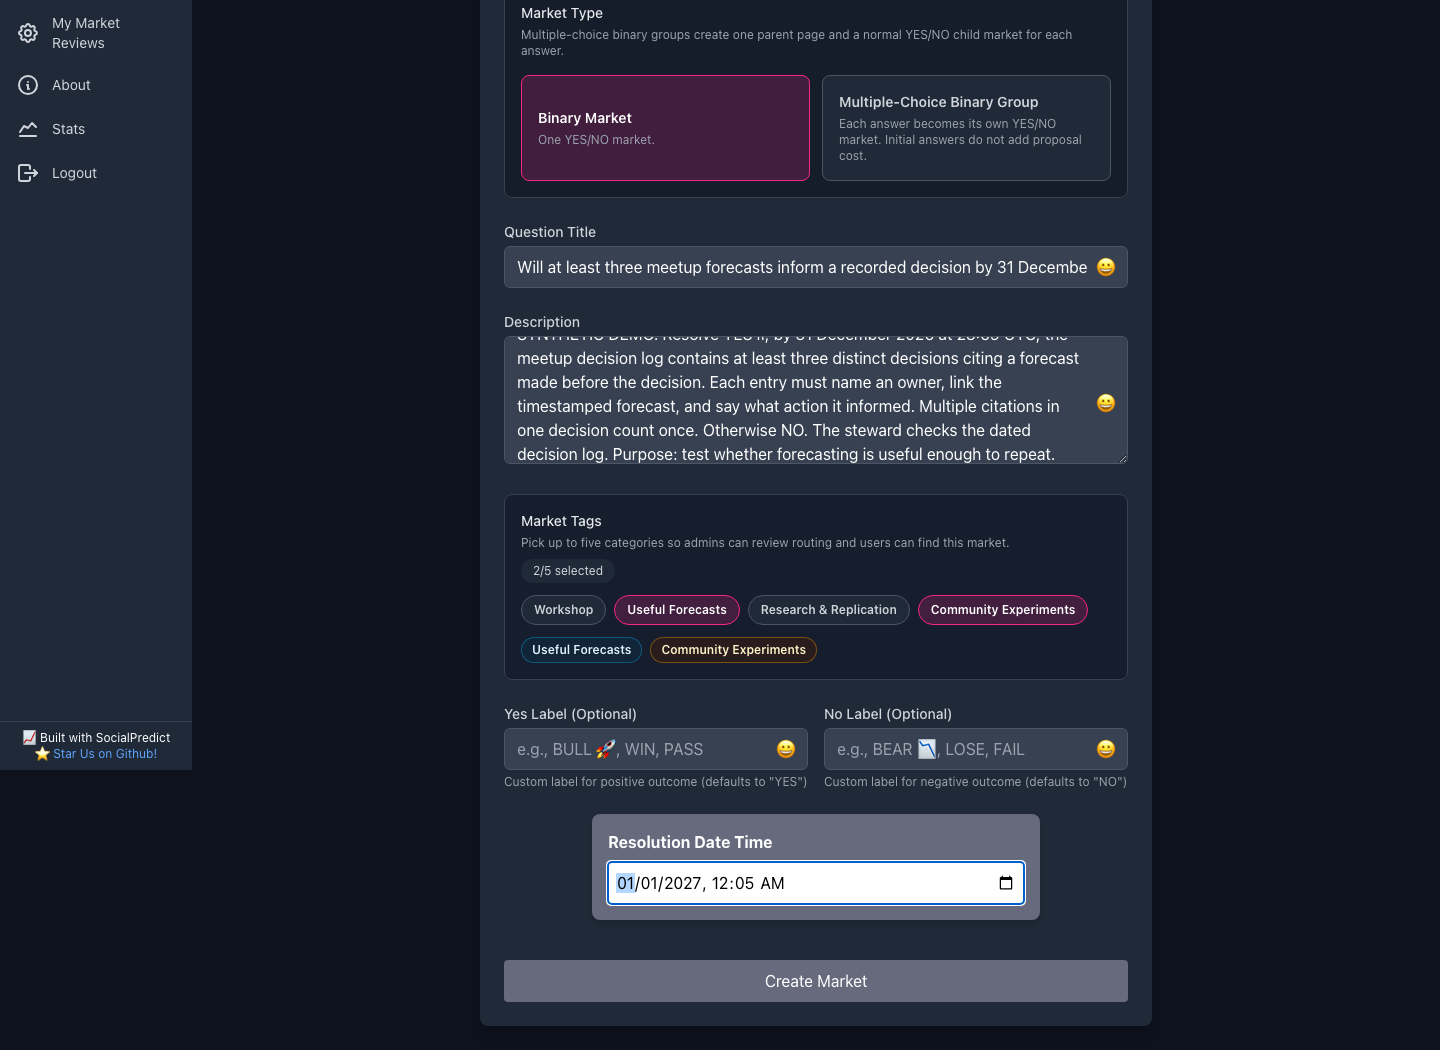 My Market
Reviews
About
Stats
Logout
📈 Built with SocialPredict
⭐ Star Us on Github!
Market Type
Multiple-choice binary groups create one parent page and a normal YES/NO child market for each
answer.
Binary Market
One YES/NO market.
Multiple-Choice Binary Group
Each answer becomes its own YES/NO
market. Initial answers do not add proposal
cost.
Question Title
Will at least three meetup forecasts inform a recorded decision by 31 Decembe
Description
meetup decision log contains at least three distinct decisions citing a forecast
made before the decision. Each entry must name an owner, link the
timestamped forecast, and say what action it informed. Multiple citations in
one decision count once. Otherwise NO. The steward checks the dated
decision log. Purpose: test whether forecasting is useful enough to repeat.
Market Tags
Pick up to five categories so admins can review routing and users can find this market.
2/5 selected
Workshop
Useful Forecasts
Research & Replication
Community Experiments
Useful Forecasts
Community Experiments
Yes Label (Optional)
e.g., BULL 🚀, WIN, PASS
Custom label for positive outcome (defaults to "YES")
No Label (Optional)
e.g., BEAR 📉, LOSE, FAIL
Custom label for negative outcome (defaults to "NO")
Resolution Date Time
01/01/2027, 12:05 AM
Create Market